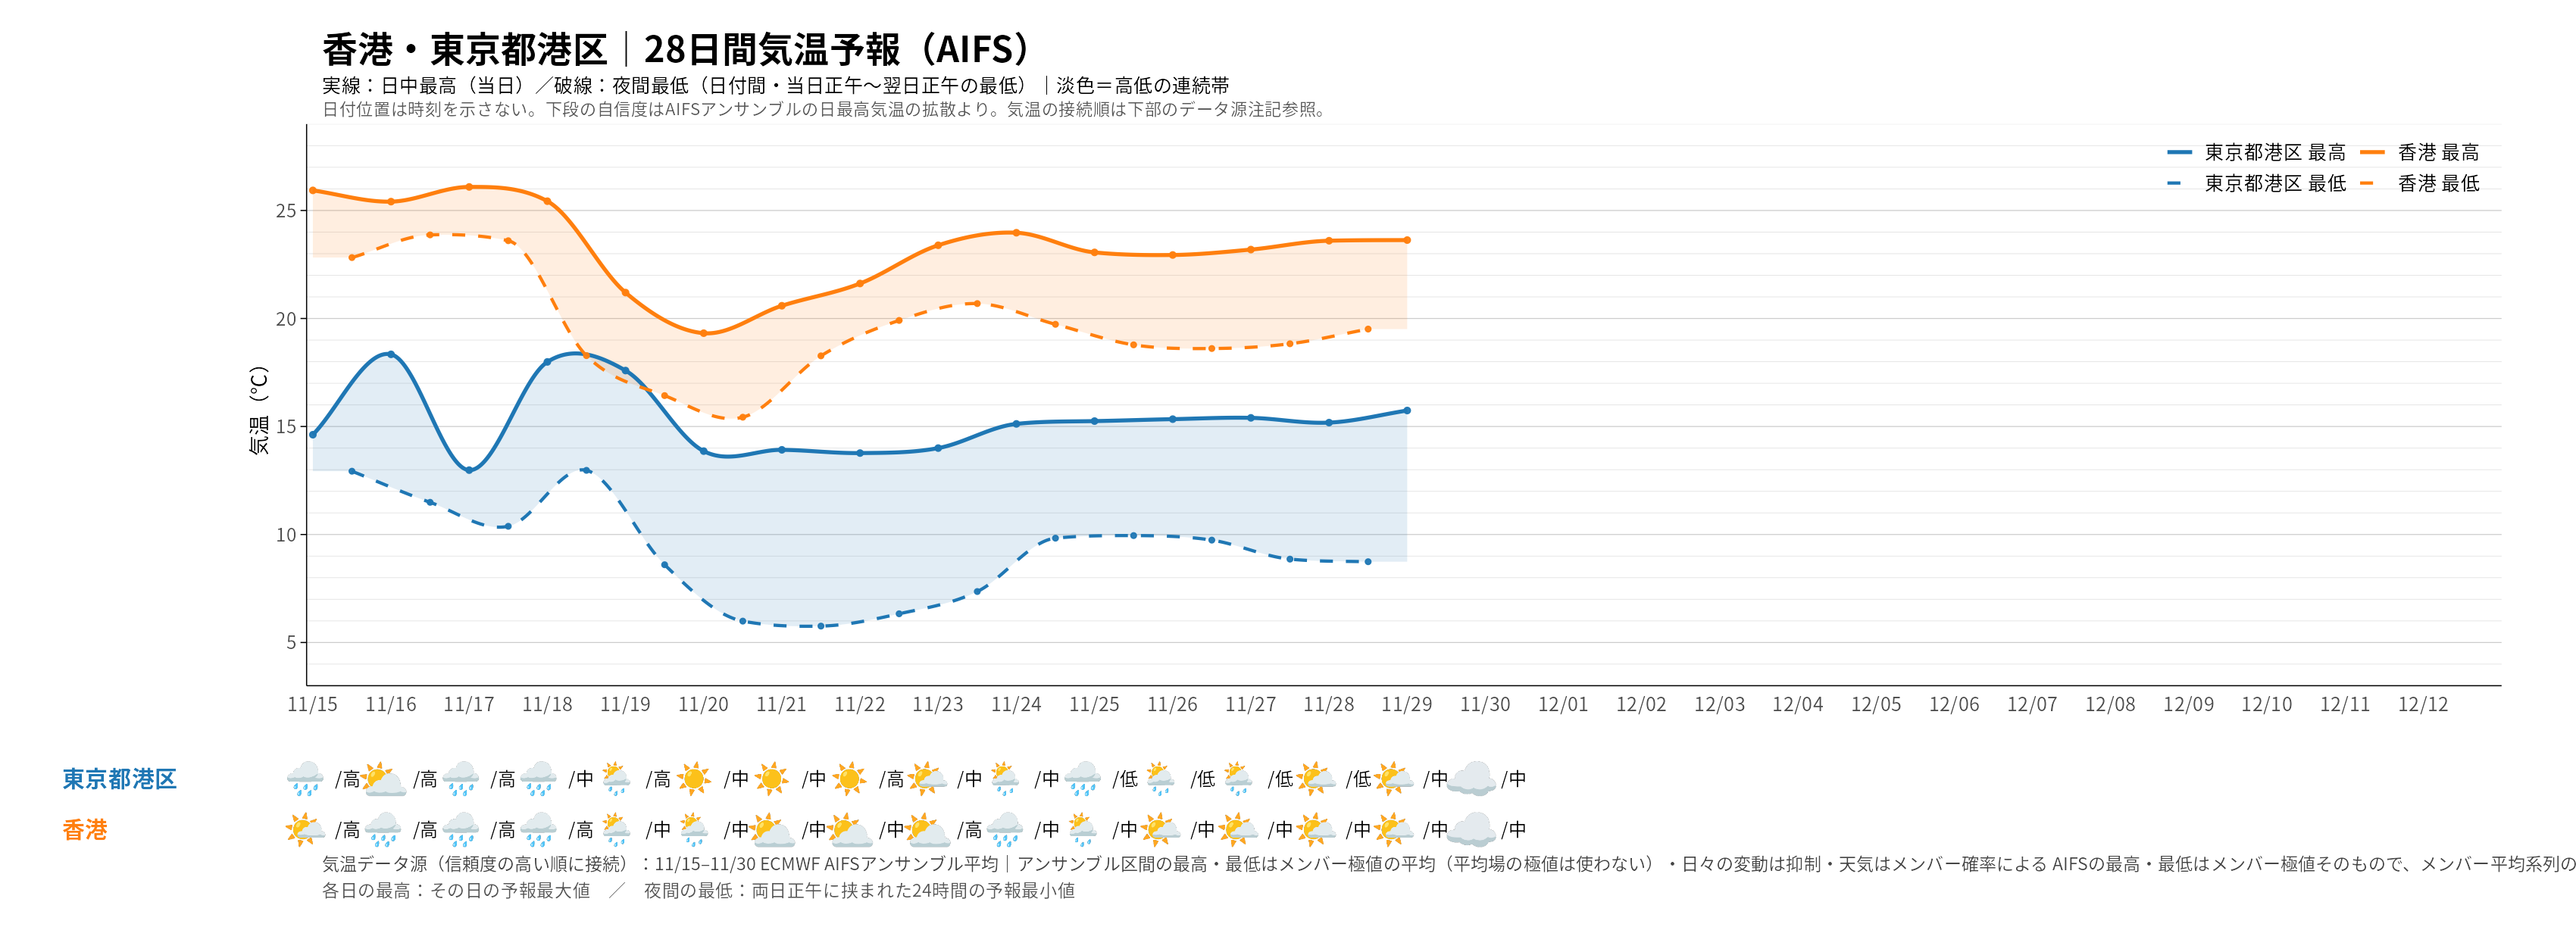 香港・東京都港区｜28日間気温予報（AIFS）
実線：日中最高（当日）／破線：夜間最低（日付間・当日正午～翌日正午の最低）｜淡色＝高低の連続帯
日付位置は時刻を示さない。下段の自信度はAIFSアンサンブルの日最高気温の拡散より。気温の接続順は下部のデータ源注記参照。
東京都港区 最高 香港 最高
東京都港区 最低 香港 最低
気温（℃）
25
20
15
10
5
11/15 11/16 11/17 11/18 11/19 11/20 11/21 11/22 11/23 11/24 11/25 11/26 11/27 11/28 11/29 11/30 12/01 12/02 12/03 12/04 12/05 12/06 12/07 12/08 12/09 12/10 12/11 12/12
東京都港区 /高 /高 /高 /中 /高 /中 /中 /高 /中 /中 /低 /低 /低 /低 /中 /中
香港 /高 /高 /高 /高 /中 /中 /中 /中 /高 /中 /中 /中 /中 /中 /中 /中
気温データ源（信頼度の高い順に接続）：11/15–11/30 ECMWF AIFSアンサンブル平均｜アンサンブル区間の最高・最低はメンバー極値の平均（平均場の極値は使わない）・日々の変動は抑制・天気はメンバー確率による AIFSの最高・最低はメンバー極値そのもので、メンバー平均系列の
各日の最高：その日の予報最大値　／　夜間の最低：両日正午に挟まれた24時間の予報最小値